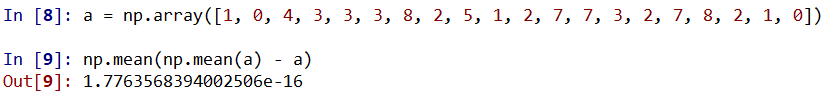 In [8]: a = np.array([1, 0, 4, 3, 3, 3, 8, 2, 5, 1, 2, 7, 7, 3, 2, 7, 8, 2, 1, 0])
In [9]: np.mean(np.mean(a) - a)
Out[9]: 1.7763568394002506e-16